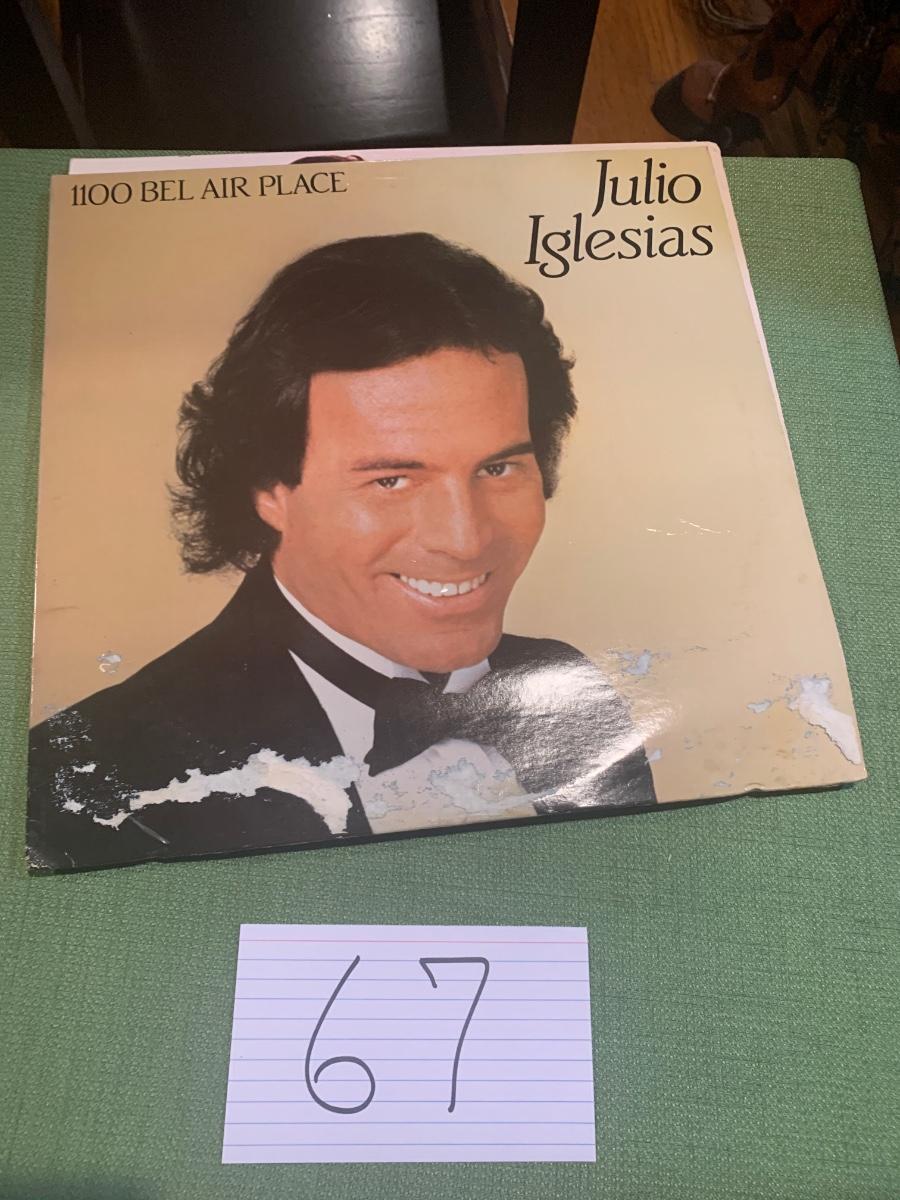 1100 BEL AIR PLACE
Julio
Iglesias
67